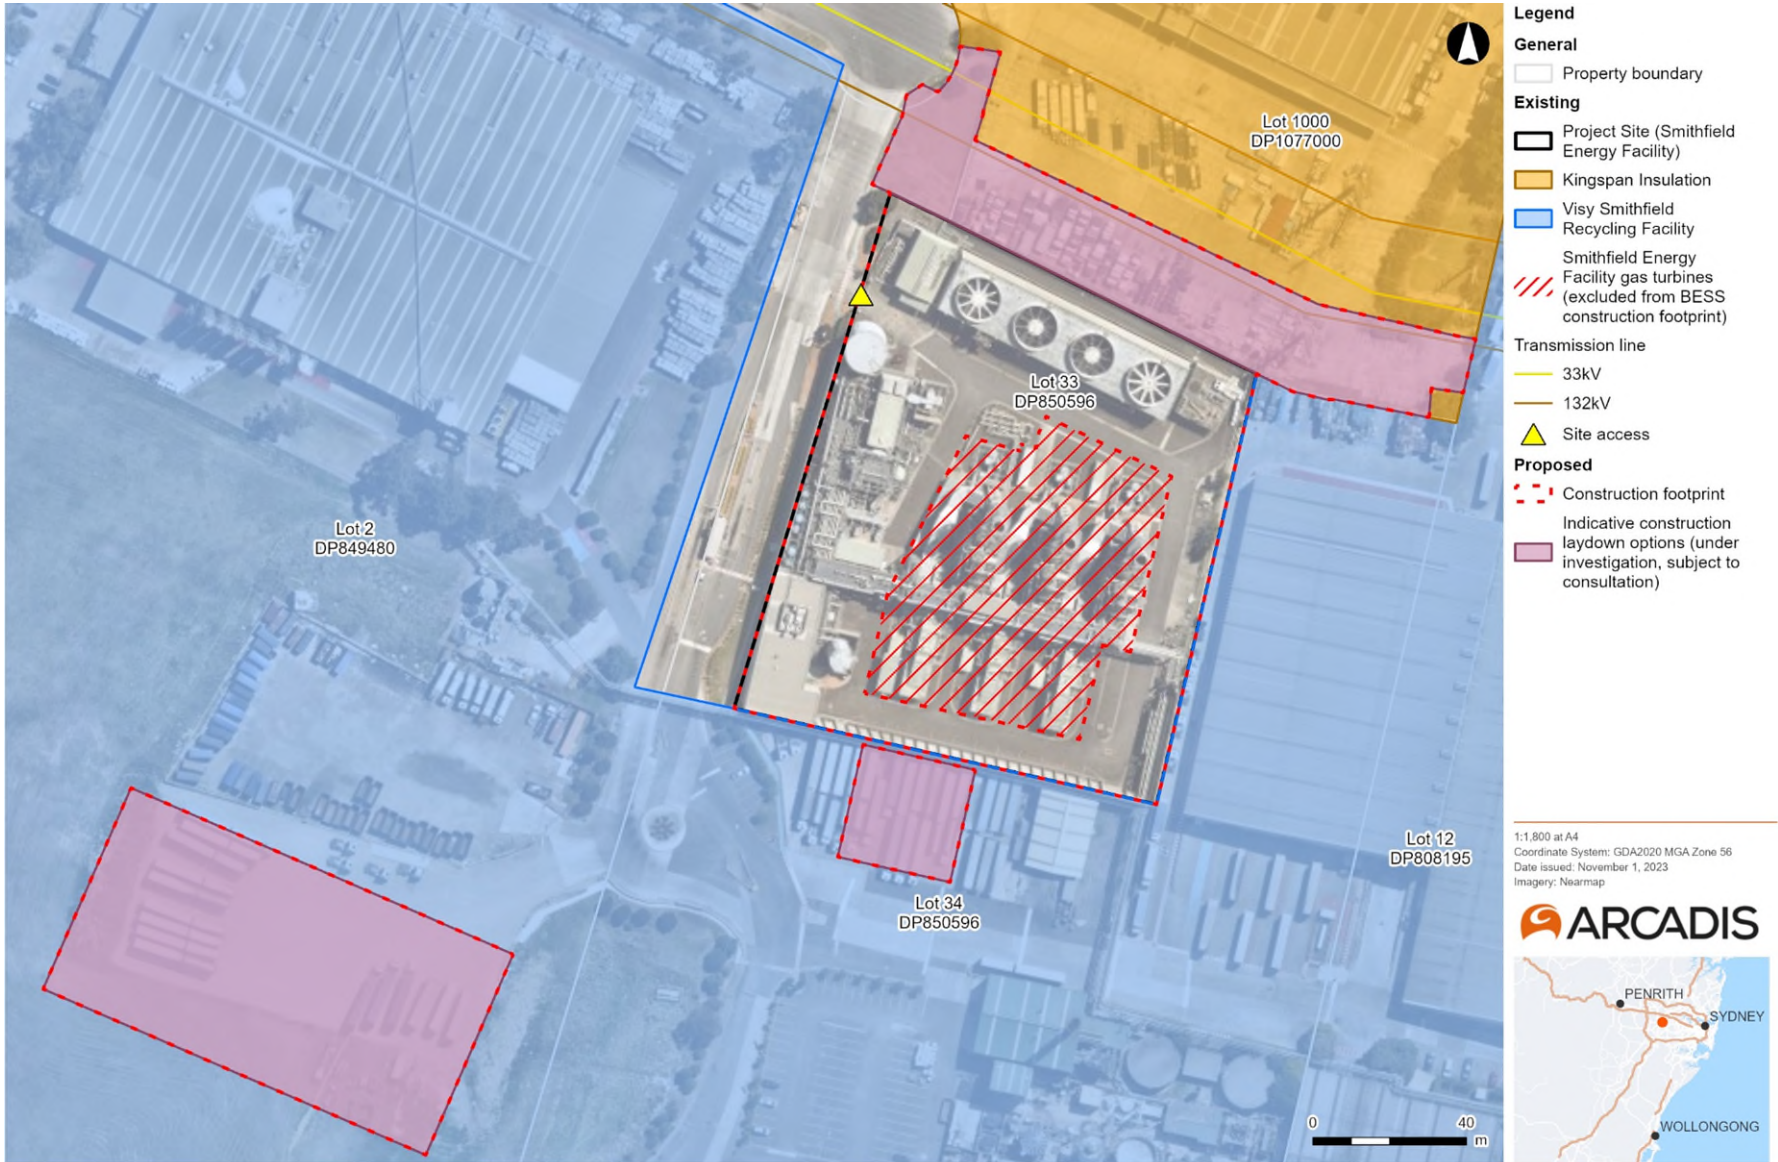 Lot 1000
DP1077000
Lot 33
DP850596
Lot 2
DP849480
Lot 12
DP808195
Lot 34
DP850596
0 40
m
Legend
General
Property boundary
Existing
Project Site (Smithfield
Energy Facility)
Kingspan Insulation
Visy Smithfield
Recycling Facility
Smithfield Energy
Facility gas turbines
(excluded from BESS
construction footprint)
Transmission line
33kV
132kV
Site access
Proposed
Construction footprint
Indicative construction
laydown options (under
investigation, subject to
consultation)
1:1,800 at A4
Coordinate System: GDA2020 MGA Zone 56
Date issued: November 1, 2023
Imagery: Nearmap
ARCADIS
PENRITH
SYDNEY
WOLLONGONG